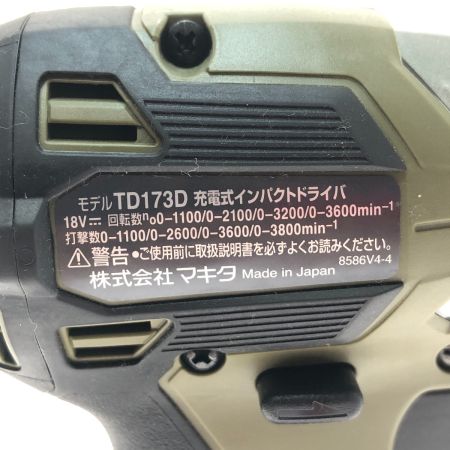 モデルTD173D 充電式インパクトドライバ
18V⎓ 回転数n₀0-1100/0-2100/0-3200/0-3600min⁻¹
打撃数0-1100/0-2600/0-3600/0-3800min⁻¹
⚠警告•ご使用前に取扱説明書を必ずよくお読みください。
8586V4-4
株式会社マキタ Made in Japan